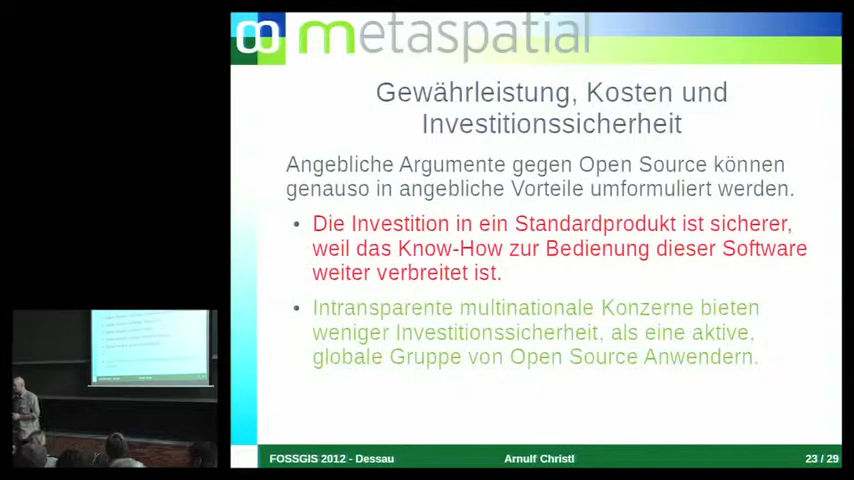 metaspatial
Gewährleistung, Kosten und
Investitionssicherheit
Angebliche Argumente gegen Open Source können
genauso in angebliche Vorteile umformuliert werden.
• Die Investition in ein Standardprodukt ist sicherer,
weil das Know-How zur Bedienung dieser Software
weiter verbreitet ist.
• Intransparente multinationale Konzerne bieten
weniger Investitionssicherheit, als eine aktive,
globale Gruppe von Open Source Anwendern.
FOSSGIS 2012 - Dessau Arnulf Christl 23 / 29